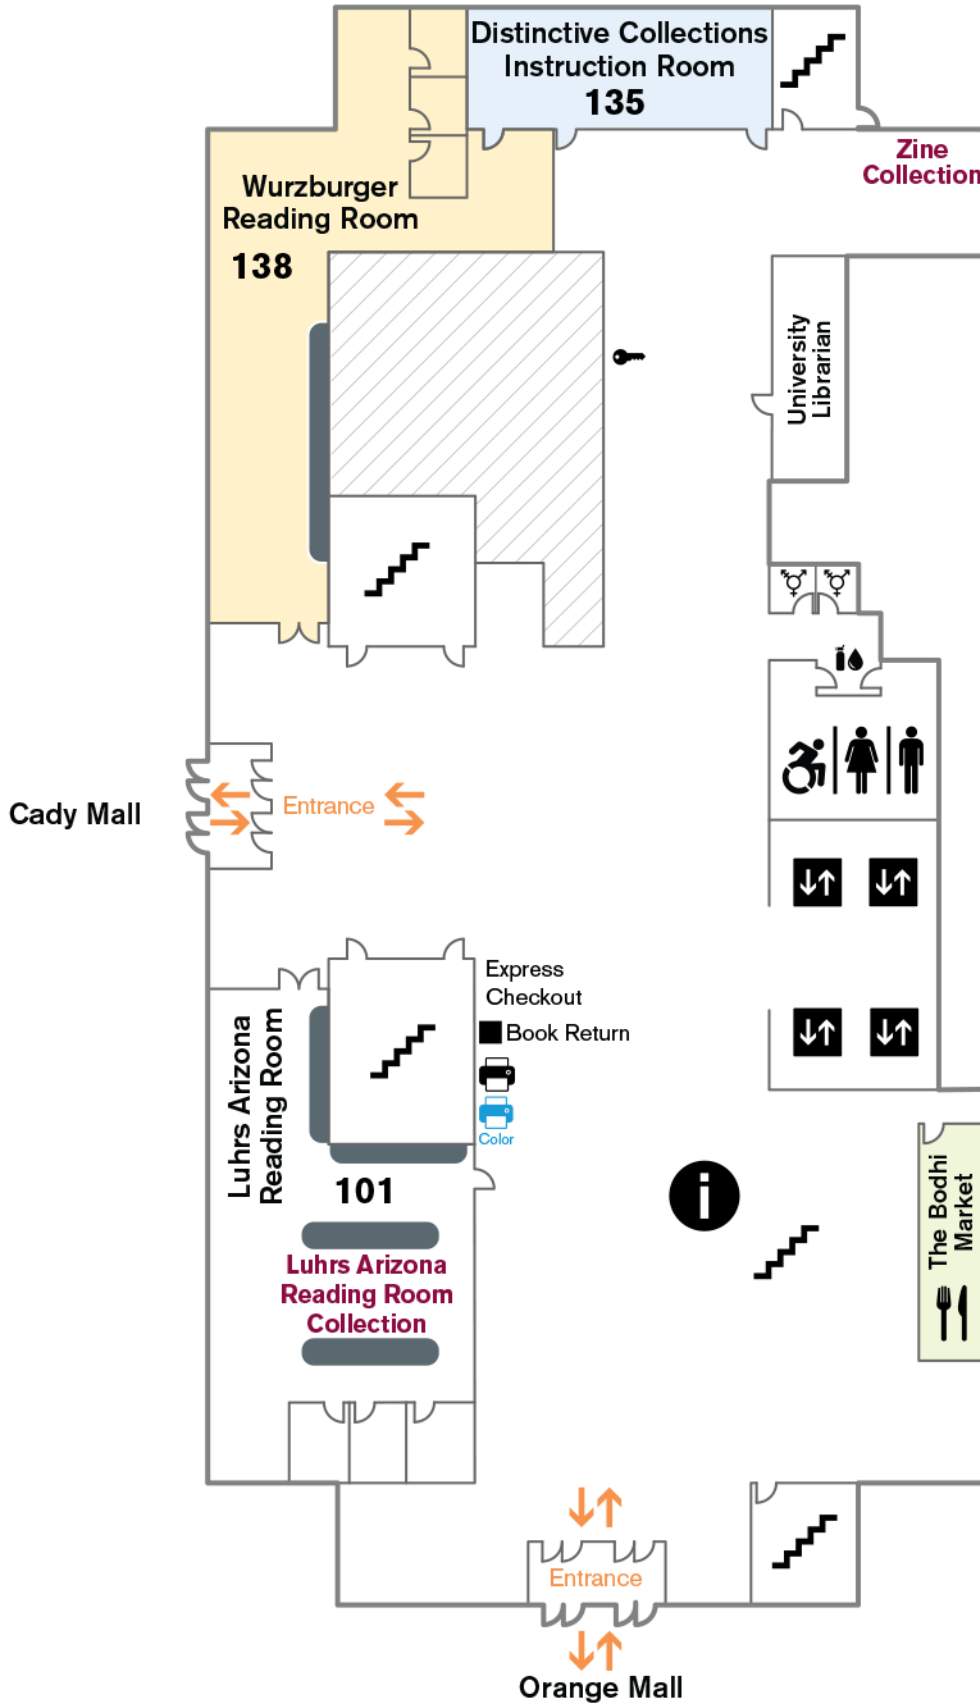 Distinctive Collections
Instruction Room
135
Zine
Collection
Wurzburger
Reading Room
138
University
Librarian
Cady Mall
Entrance
Express
Checkout
Book Return
Color
Luhrs Arizona
Reading Room
101
i
The Bodhi
Market
Luhrs Arizona
Reading Room
Collection
Entrance
Orange Mall